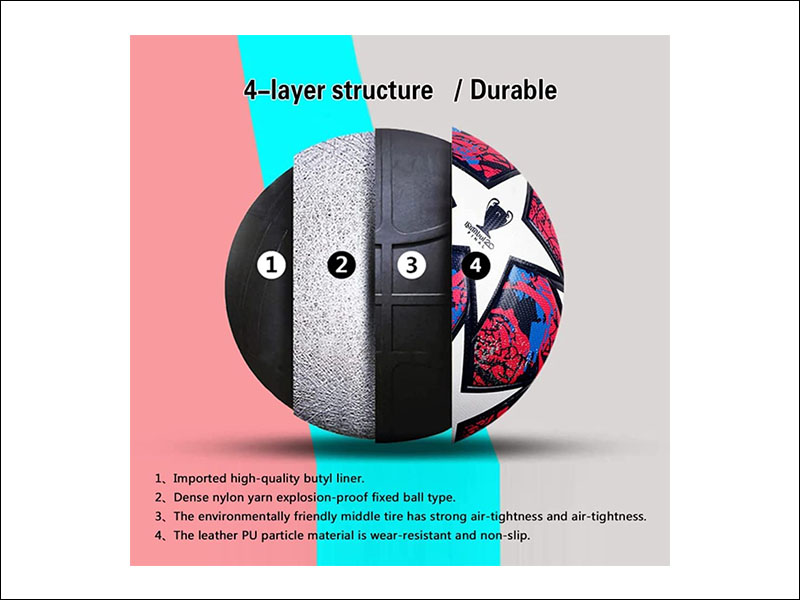 4-layer structure / Durable
istanbul20
FINAL
1 2 3 4
1、Imported high-quality butyl liner.
2、Dense nylon yarn explosion-proof fixed ball type.
3、The environmentally friendly middle tire has strong air-tightness and air-tightness.
4、The leather PU particle material is wear-resistant and non-slip.